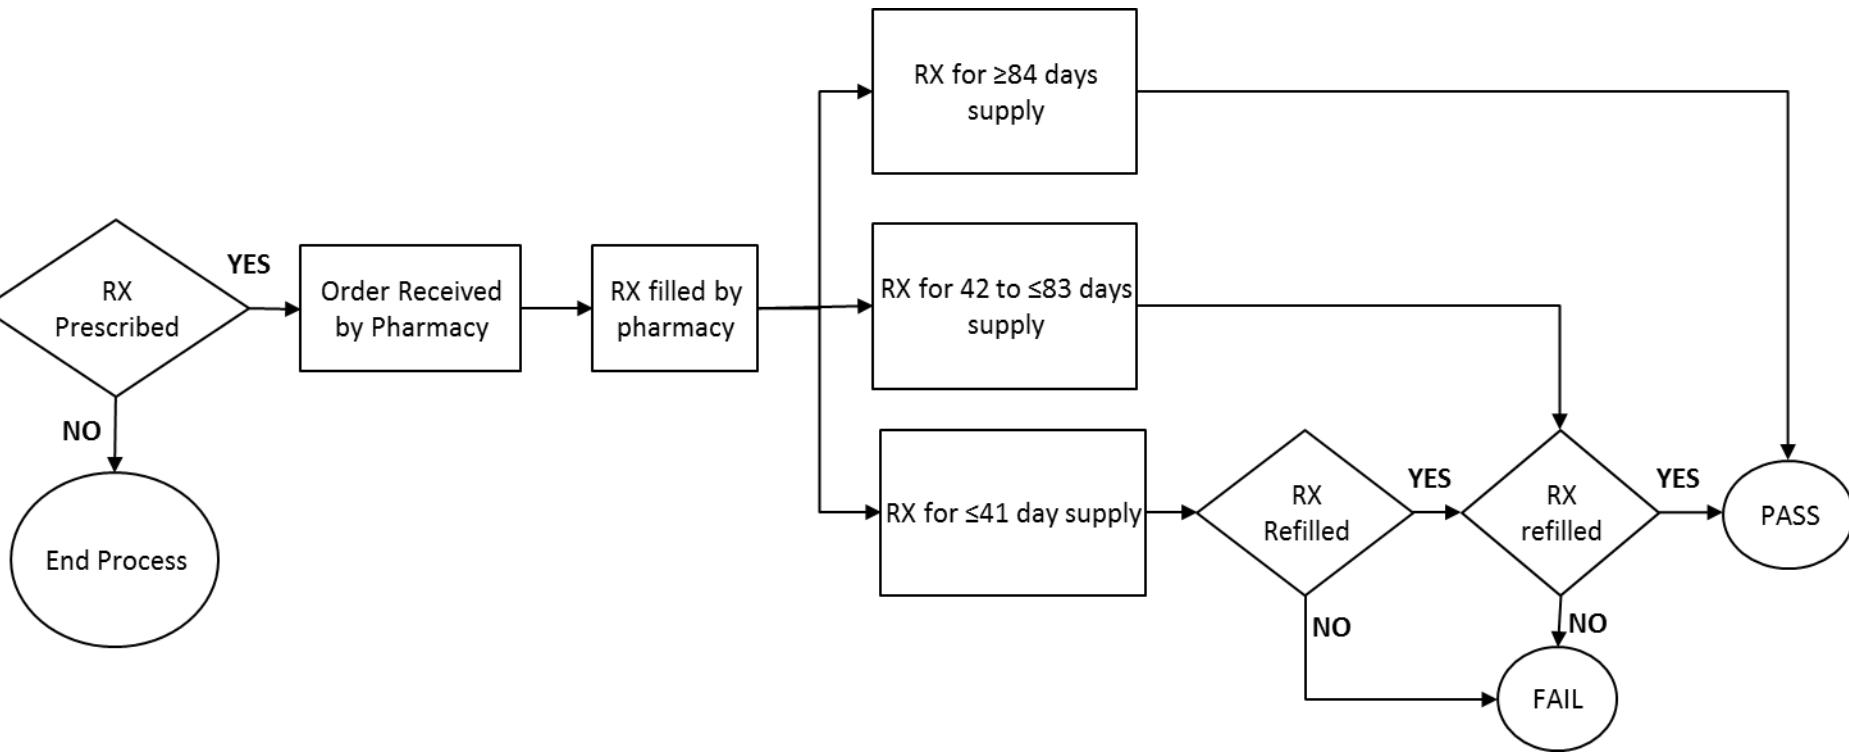 RX
Prescribed
YES
NO
End Process
Order Received
by Pharmacy
RX filled by
pharmacy
RX for ≥84 days
supply
RX for 42 to ≤83 days
supply
RX for ≤41 day supply
RX
Refilled
YES
NO
RX
refilled
YES
NO
PASS
FAIL